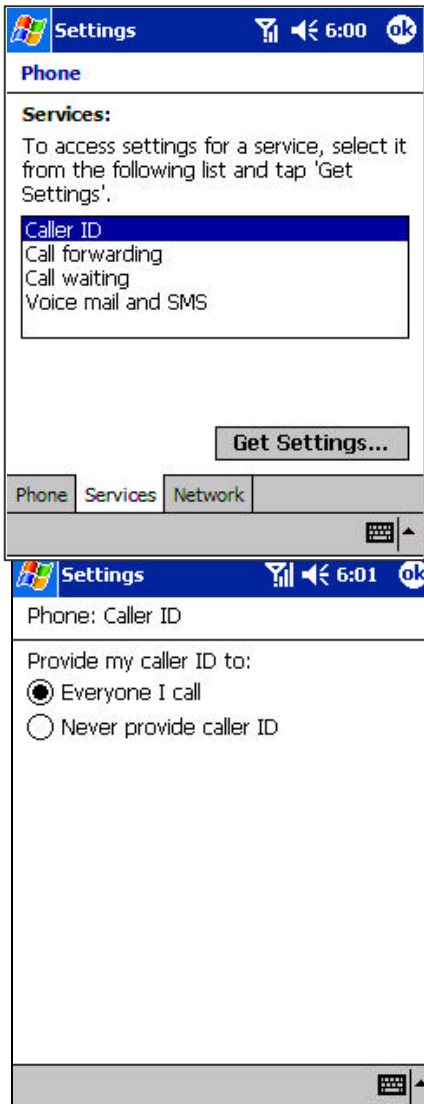 Settings 6:00 ok
Phone
Services:
To access settings for a service, select it
from the following list and tap 'Get
Settings'.
Caller ID
Call forwarding
Call waiting
Voice mail and SMS
Get Settings...
Phone Services Network
Settings 6:01 ok
Phone: Caller ID
Provide my caller ID to:
Everyone I call
Never provide caller ID